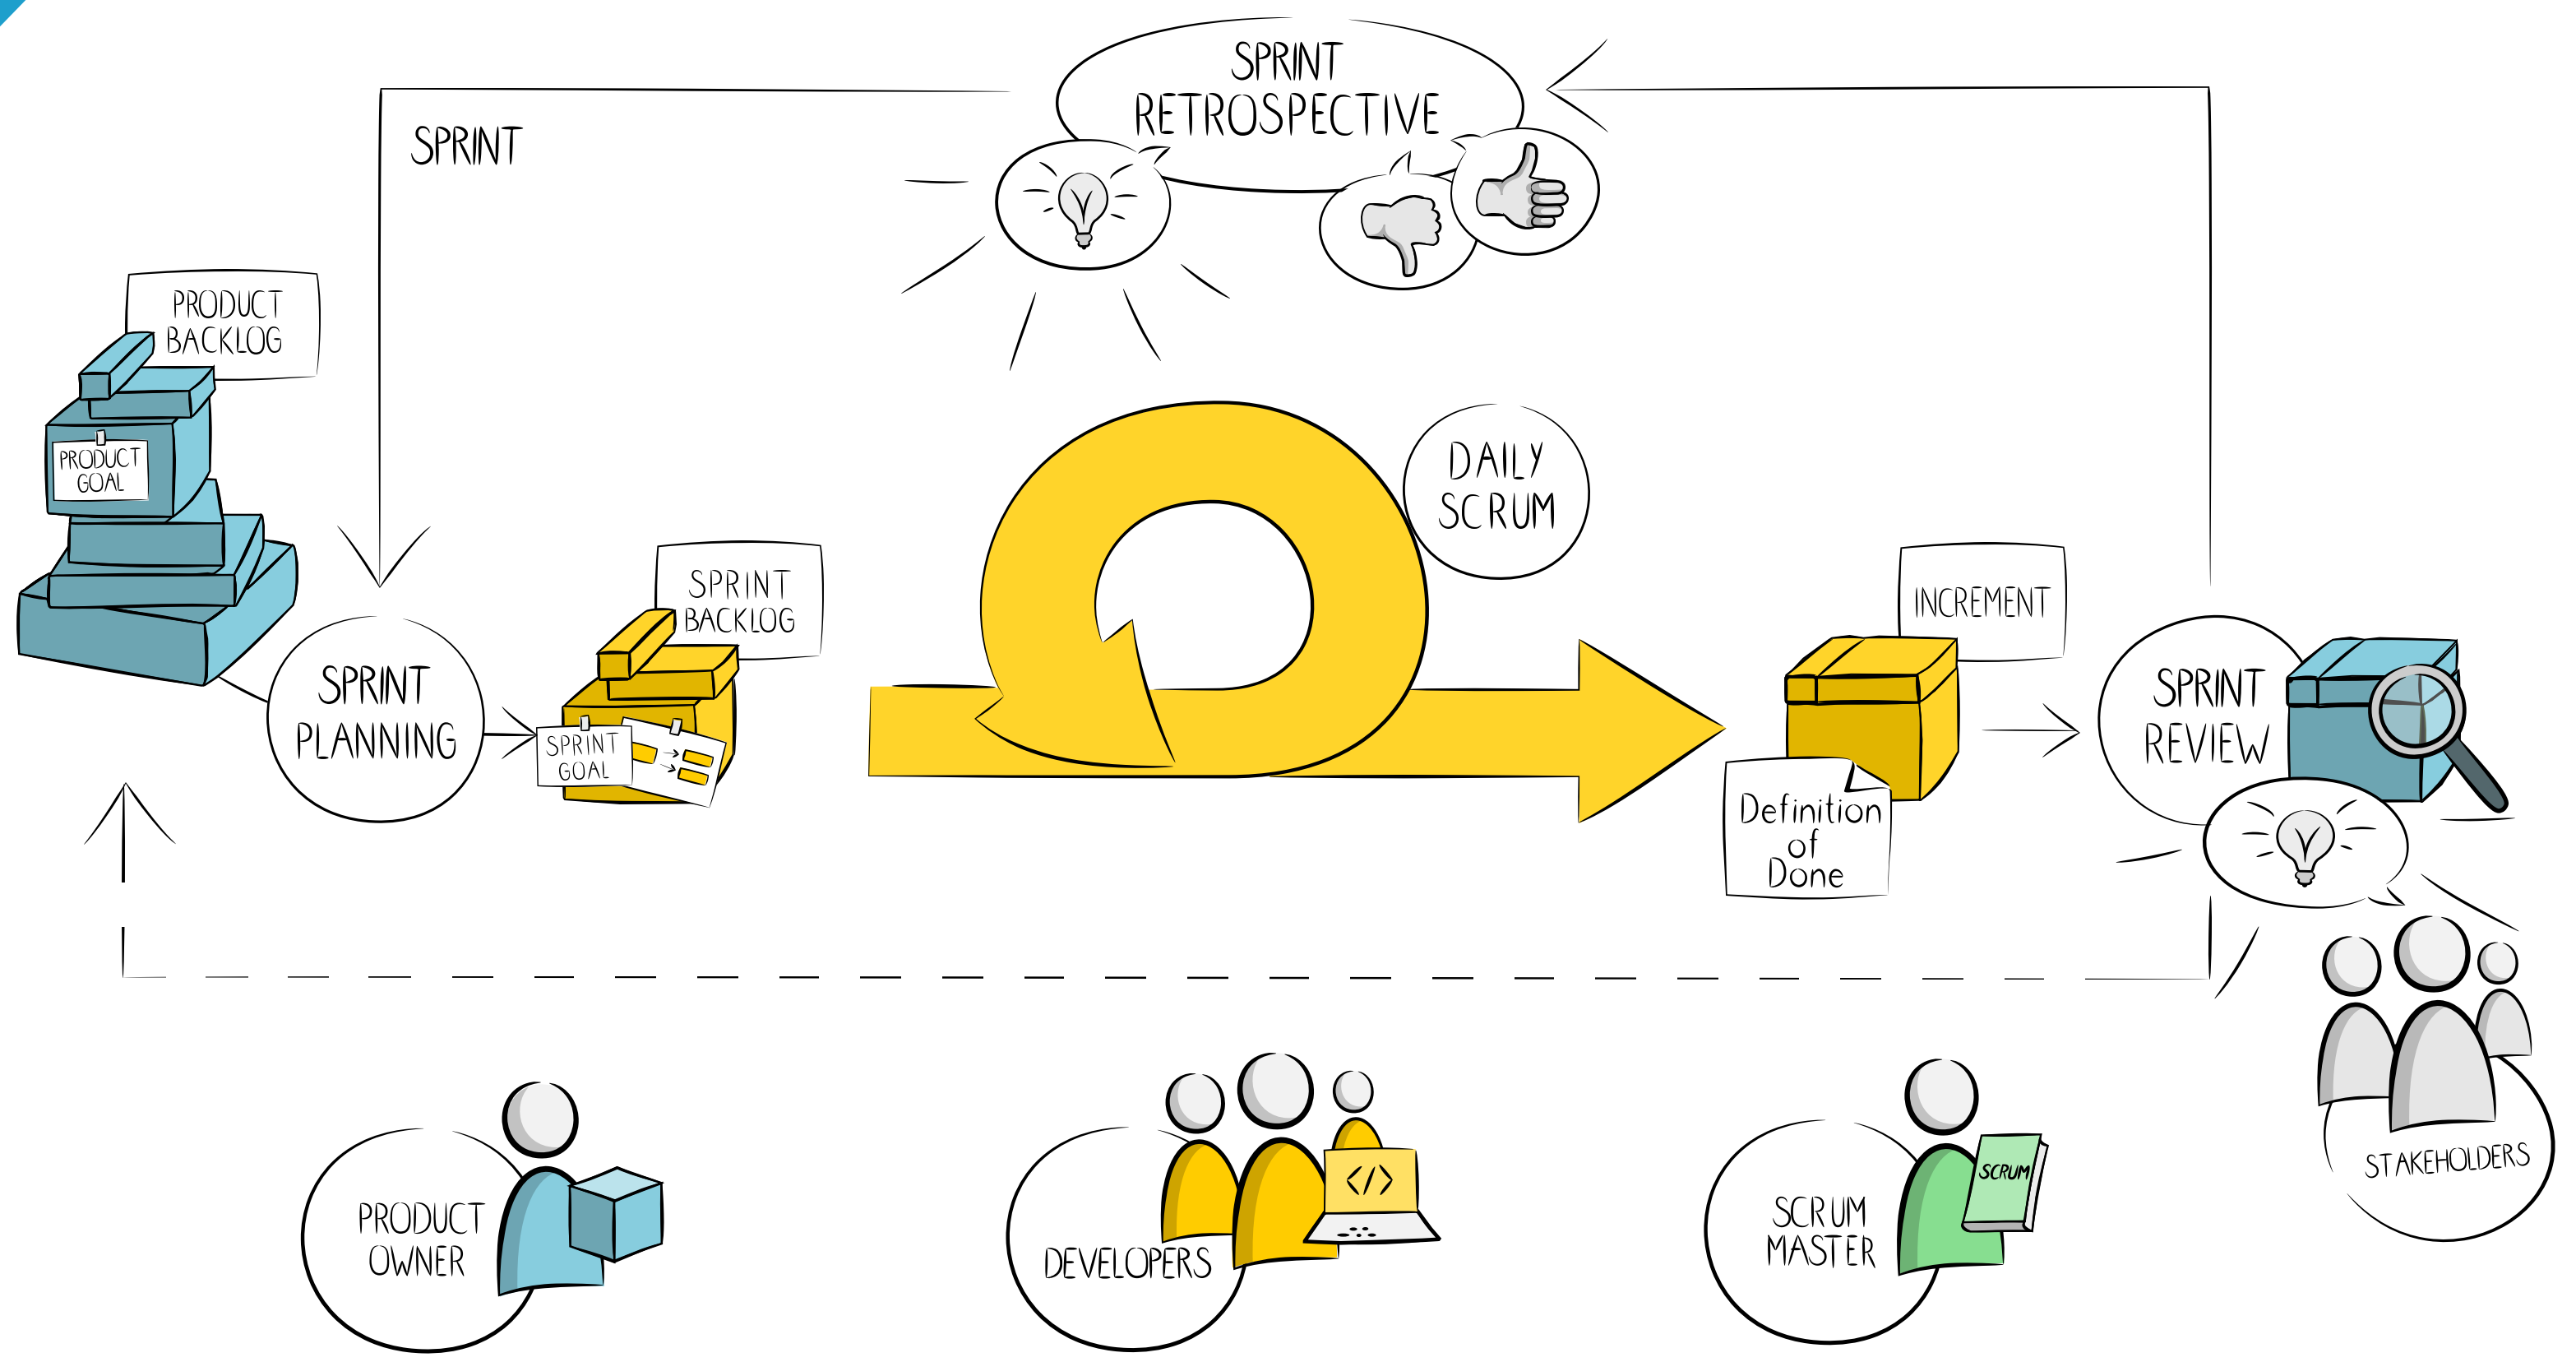 SPRINT
RETROSPECTIVE
SPRINT
PRODUCT
BACKLOG
PRODUCT
GOAL
SPRINT
PLANNING
SPRINT
BACKLOG
SPRINT
GOAL
DAILY
SCRUM
INCREMENT
Definition
of
Done
SPRINT
REVIEW
PRODUCT
OWNER
DEVELOPERS
</>
SCRUM
MASTER
SCRUM
STAKEHOLDERS